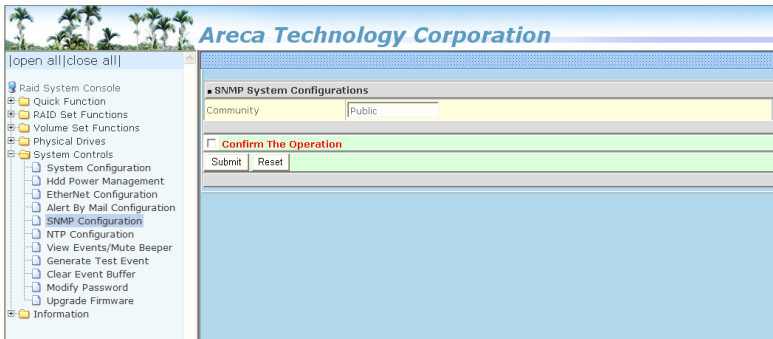 Areca Technology Corporation
|open all|close all|
Raid System Console
Quick Function
RAID Set Functions
Volume Set Functions
Physical Drives
System Controls
System Configuration
Hdd Power Management
EtherNet Configuration
Alert By Mail Configuration
SNMP Configuration
NTP Configuration
View Events/Mute Beeper
Generate Test Event
Clear Event Buffer
Modify Password
Upgrade Firmware
Information
SNMP System Configurations
Community
Public
Confirm The Operation
Submit Reset